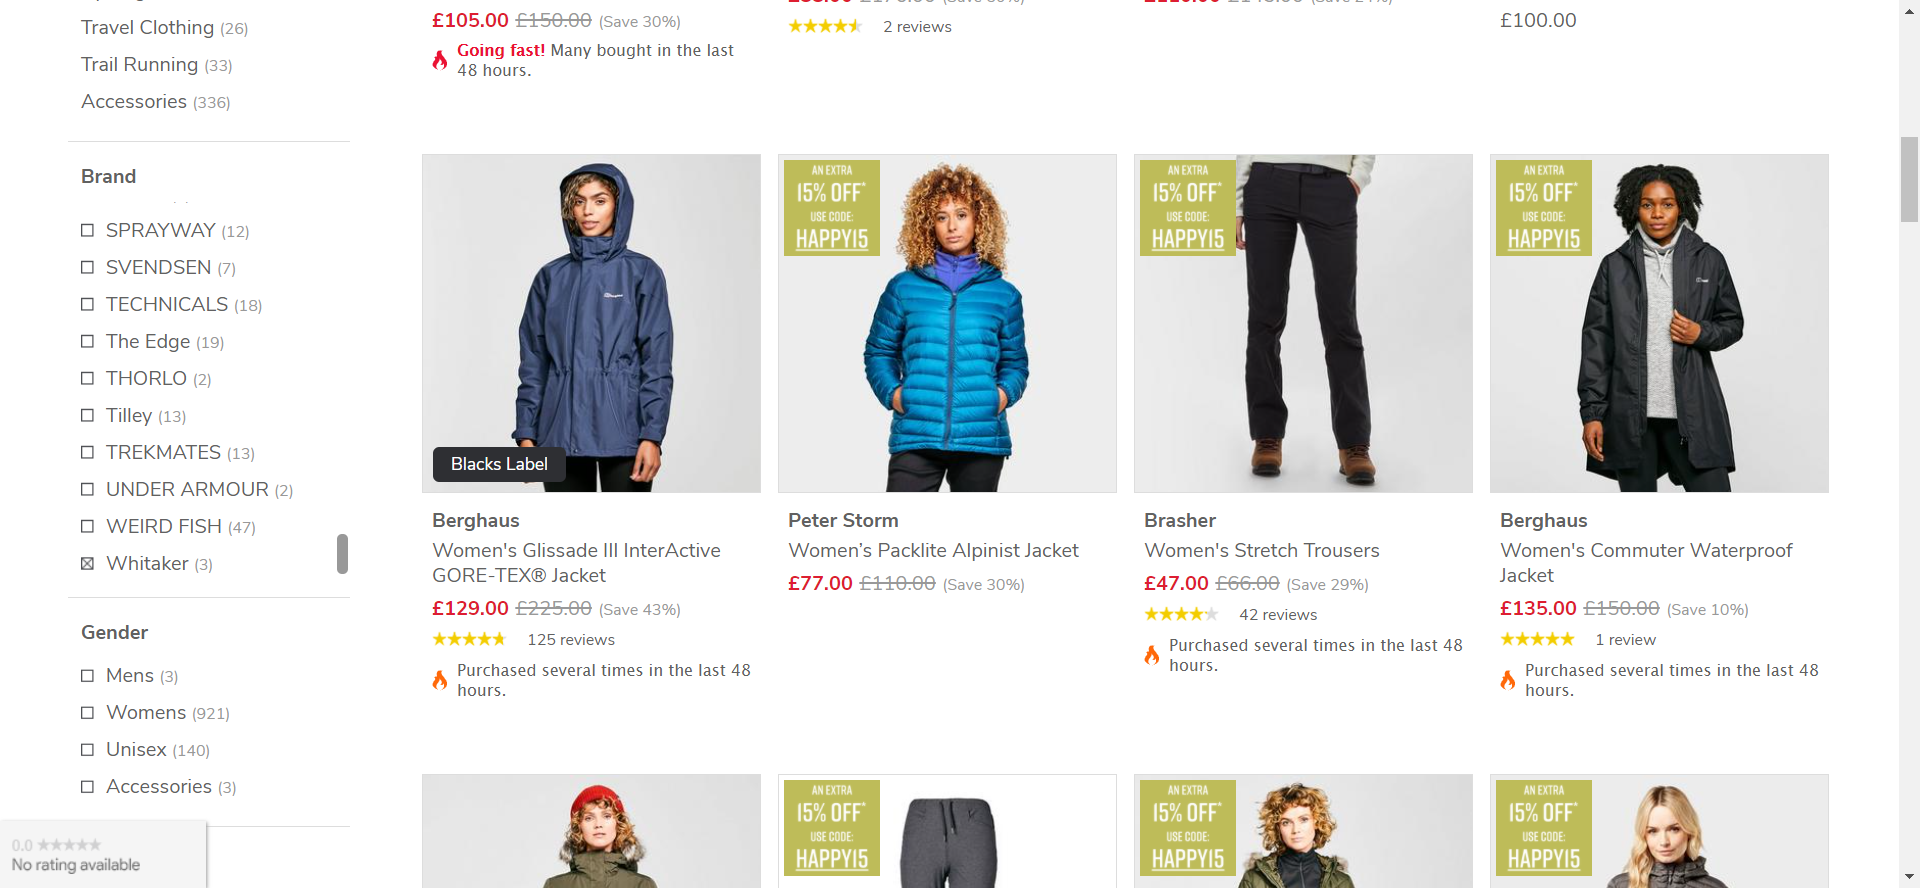 Travel Clothing (26)
Trail Running (33)
Accessories (336)
Brand
SPRAYWAY (12)
SVENDSEN (7)
TECHNICALS (18)
The Edge (19)
THORLO (2)
Tilley (13)
TREKMATES (13)
UNDER ARMOUR (2)
WEIRD FISH (47)
Whitaker (3)
Gender
Mens (3)
Womens (921)
Unisex (140)
Accessories (3)
0.0
No rating available
£105.00 £150.00 (Save 30%)
Going fast! Many bought in the last
48 hours.
2 reviews
£100.00
Blacks Label
Berghaus
Women's Glissade III InterActive
GORE-TEX® Jacket
£129.00 £225.00 (Save 43%)
125 reviews
Purchased several times in the last 48
hours.
AN EXTRA
15% OFF*
USE CODE:
HAPPY15
Peter Storm
Women’s Packlite Alpinist Jacket
£77.00 £110.00 (Save 30%)
AN EXTRA
15% OFF*
USE CODE:
HAPPY15
Brasher
Women's Stretch Trousers
£47.00 £66.00 (Save 29%)
42 reviews
Purchased several times in the last 48
hours.
AN EXTRA
15% OFF*
USE CODE:
HAPPY15
Berghaus
Women's Commuter Waterproof
Jacket
£135.00 £150.00 (Save 10%)
1 review
Purchased several times in the last 48
hours.
AN EXTRA
15% OFF*
USE CODE:
HAPPY15
AN EXTRA
15% OFF*
USE CODE:
HAPPY15
AN EXTRA
15% OFF*
USE CODE:
HAPPY15